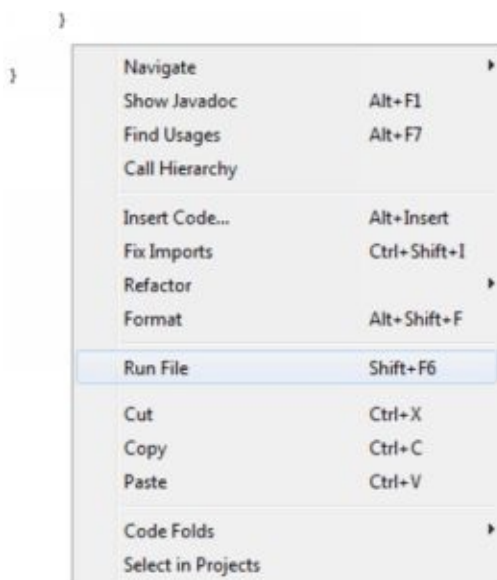 }
}
Navigate
Show Javadoc Alt+F1
Find Usages Alt+F7
Call Hierarchy
Insert Code... Alt+Insert
Fix Imports Ctrl+Shift+I
Refactor
Format Alt+Shift+F
Run File Shift+F6
Cut Ctrl+X
Copy Ctrl+C
Paste Ctrl+V
Code Folds
Select in Projects